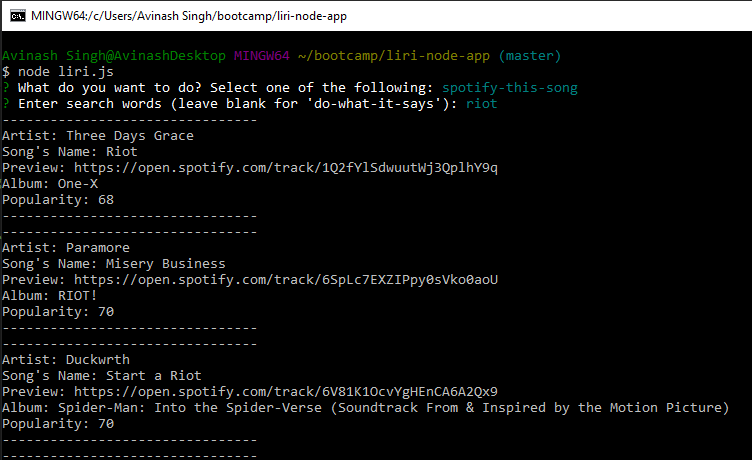 MINGW64:/c/Users/Avinash Singh/bootcamp/liri-node-app
Avinash Singh@AvinashDesktop MINGW64 ~/bootcamp/liri-node-app (master)
$ node liri.js
? What do you want to do? Select one of the following: spotify-this-song
? Enter search words (leave blank for 'do-what-it-says'): riot
--------------------------------
Artist: Three Days Grace
Song's Name: Riot
Preview: https://open.spotify.com/track/1Q2fYlSdwuutWj3QplhY9q
Album: One-X
Popularity: 68
--------------------------------
--------------------------------
Artist: Paramore
Song's Name: Misery Business
Preview: https://open.spotify.com/track/6SpLc7EXZIPpy0sVko0aoU
Album: RIOT!
Popularity: 70
--------------------------------
--------------------------------
Artist: Duckwrth
Song's Name: Start a Riot
Preview: https://open.spotify.com/track/6V81K1OcvYgHEnCA6A2Qx9
Album: Spider-Man: Into the Spider-Verse (Soundtrack From & Inspired by the Motion Picture)
Popularity: 70
--------------------------------
--------------------------------